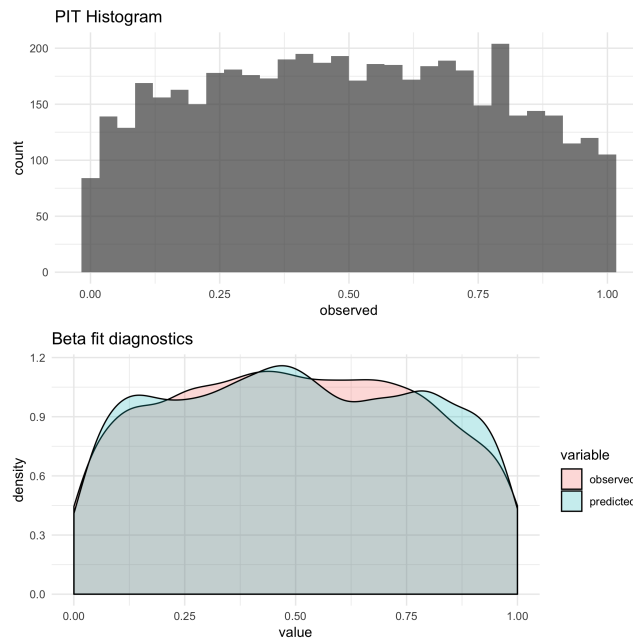 PIT Histogram
200
150
100
50
0
count
0.00 0.25 0.50 0.75 1.00
observed
Beta fit diagnostics
1.2
0.9
0.6
0.3
0.0
density
0.00 0.25 0.50 0.75 1.00
value
variable
observed
predicted